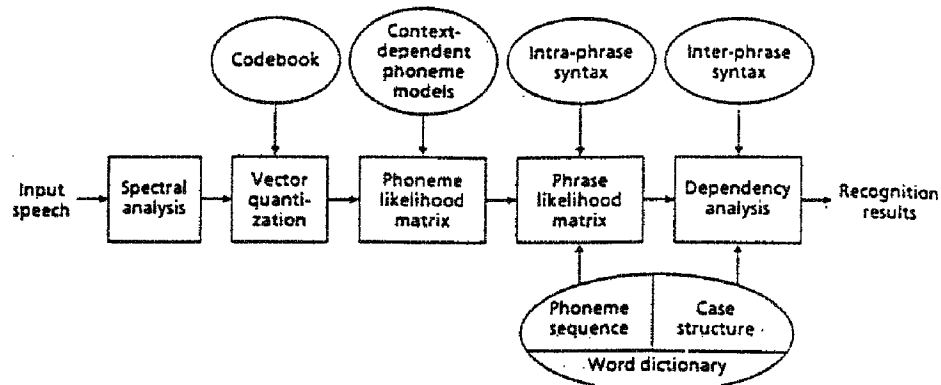 Codebook
Context-
dependent
phoneme
models
Intra-phrase
syntax
Inter-phrase
syntax
Input
speech
Spectral
analysis
Vector
quanti-
zation
Phoneme
likelihood
matrix
Phrase
likelihood
matrix
Dependency
analysis
Recognition
results
Phoneme
sequence
Case
structure
Word dictionary